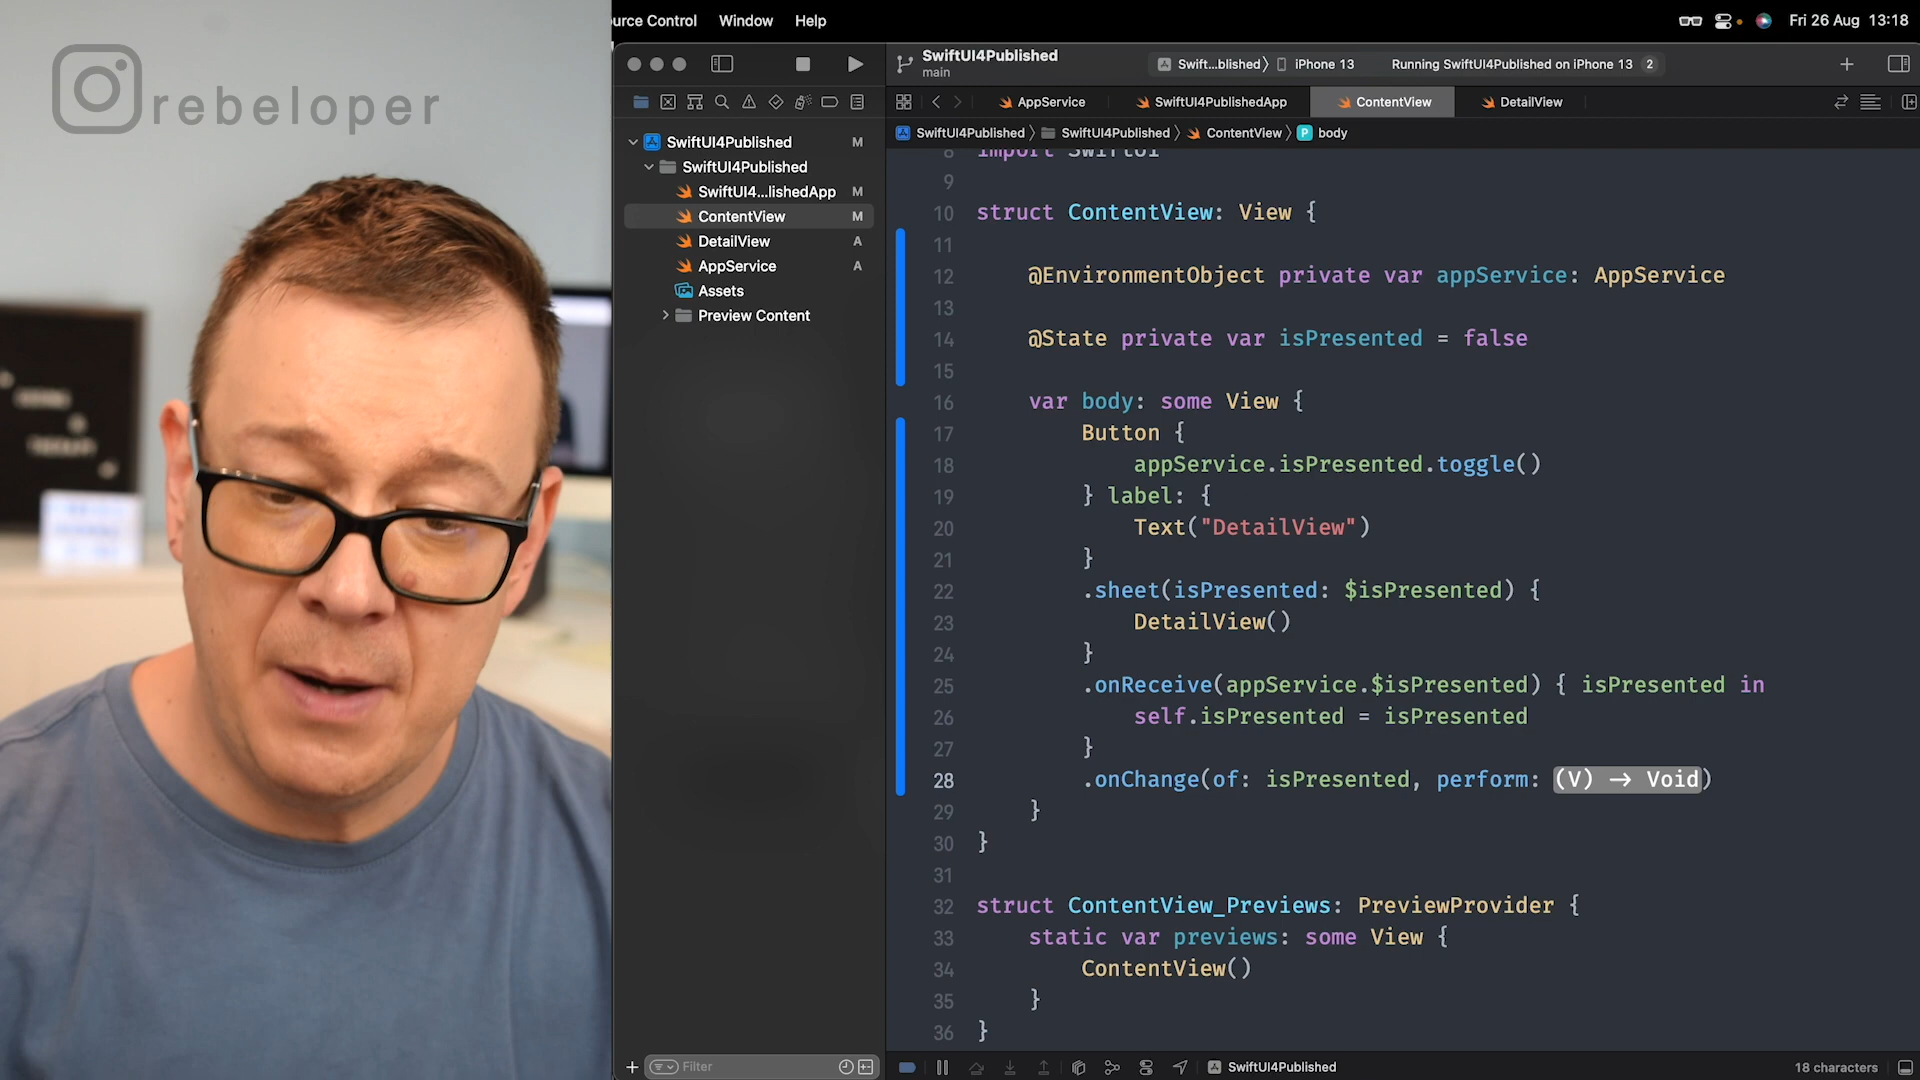 rebeloper
urce Control Window Help
Fri 26 Aug 13:18
SwiftUI4Published
main
Swift...blished iPhone 13
Running SwiftUI4Published on iPhone 13 2
AppService
SwiftUI4PublishedApp
ContentView
DetailView
SwiftUI4Published
SwiftUI4Published
ContentView
P body
SwiftUI4Published M
SwiftUI4Published
SwiftUI4...lishedApp M
ContentView M
DetailView A
AppService A
Assets
Preview Content
8 import SwiftUI
9
10 struct ContentView: View {
11
12 @EnvironmentObject private var appService: AppService
13
14 @State private var isPresented = false
15
16 var body: some View {
17 Button {
18 appService.isPresented.toggle()
19 } label: {
20 Text("DetailView")
21 }
22 .sheet(isPresented: $isPresented) {
23 DetailView()
24 }
25 .onReceive(appService.$isPresented) { isPresented in
26 self.isPresented = isPresented
27 }
28 .onChange(of: isPresented, perform: (V) -> Void)
29 }
30 }
31
32 struct ContentView_Previews: PreviewProvider {
33 static var previews: some View {
34 ContentView()
35 }
36 }
Filter
SwiftUI4Published
18 characters